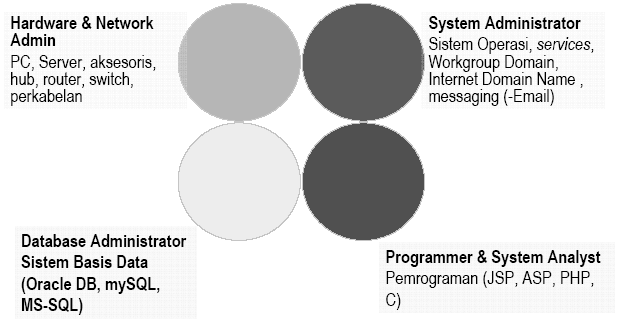 Hardware & Network
Admin
PC, Server, aksesoris,
hub, router, switch,
perkabelan
System Administrator
Sistem Operasi, services,
Workgroup Domain,
Internet Domain Name ,
messaging (-Email)
Database Administrator
Sistem Basis Data
(Oracle DB, mySQL,
MS-SQL)
Programmer & System Analyst
Pemrograman (JSP, ASP, PHP,
C)